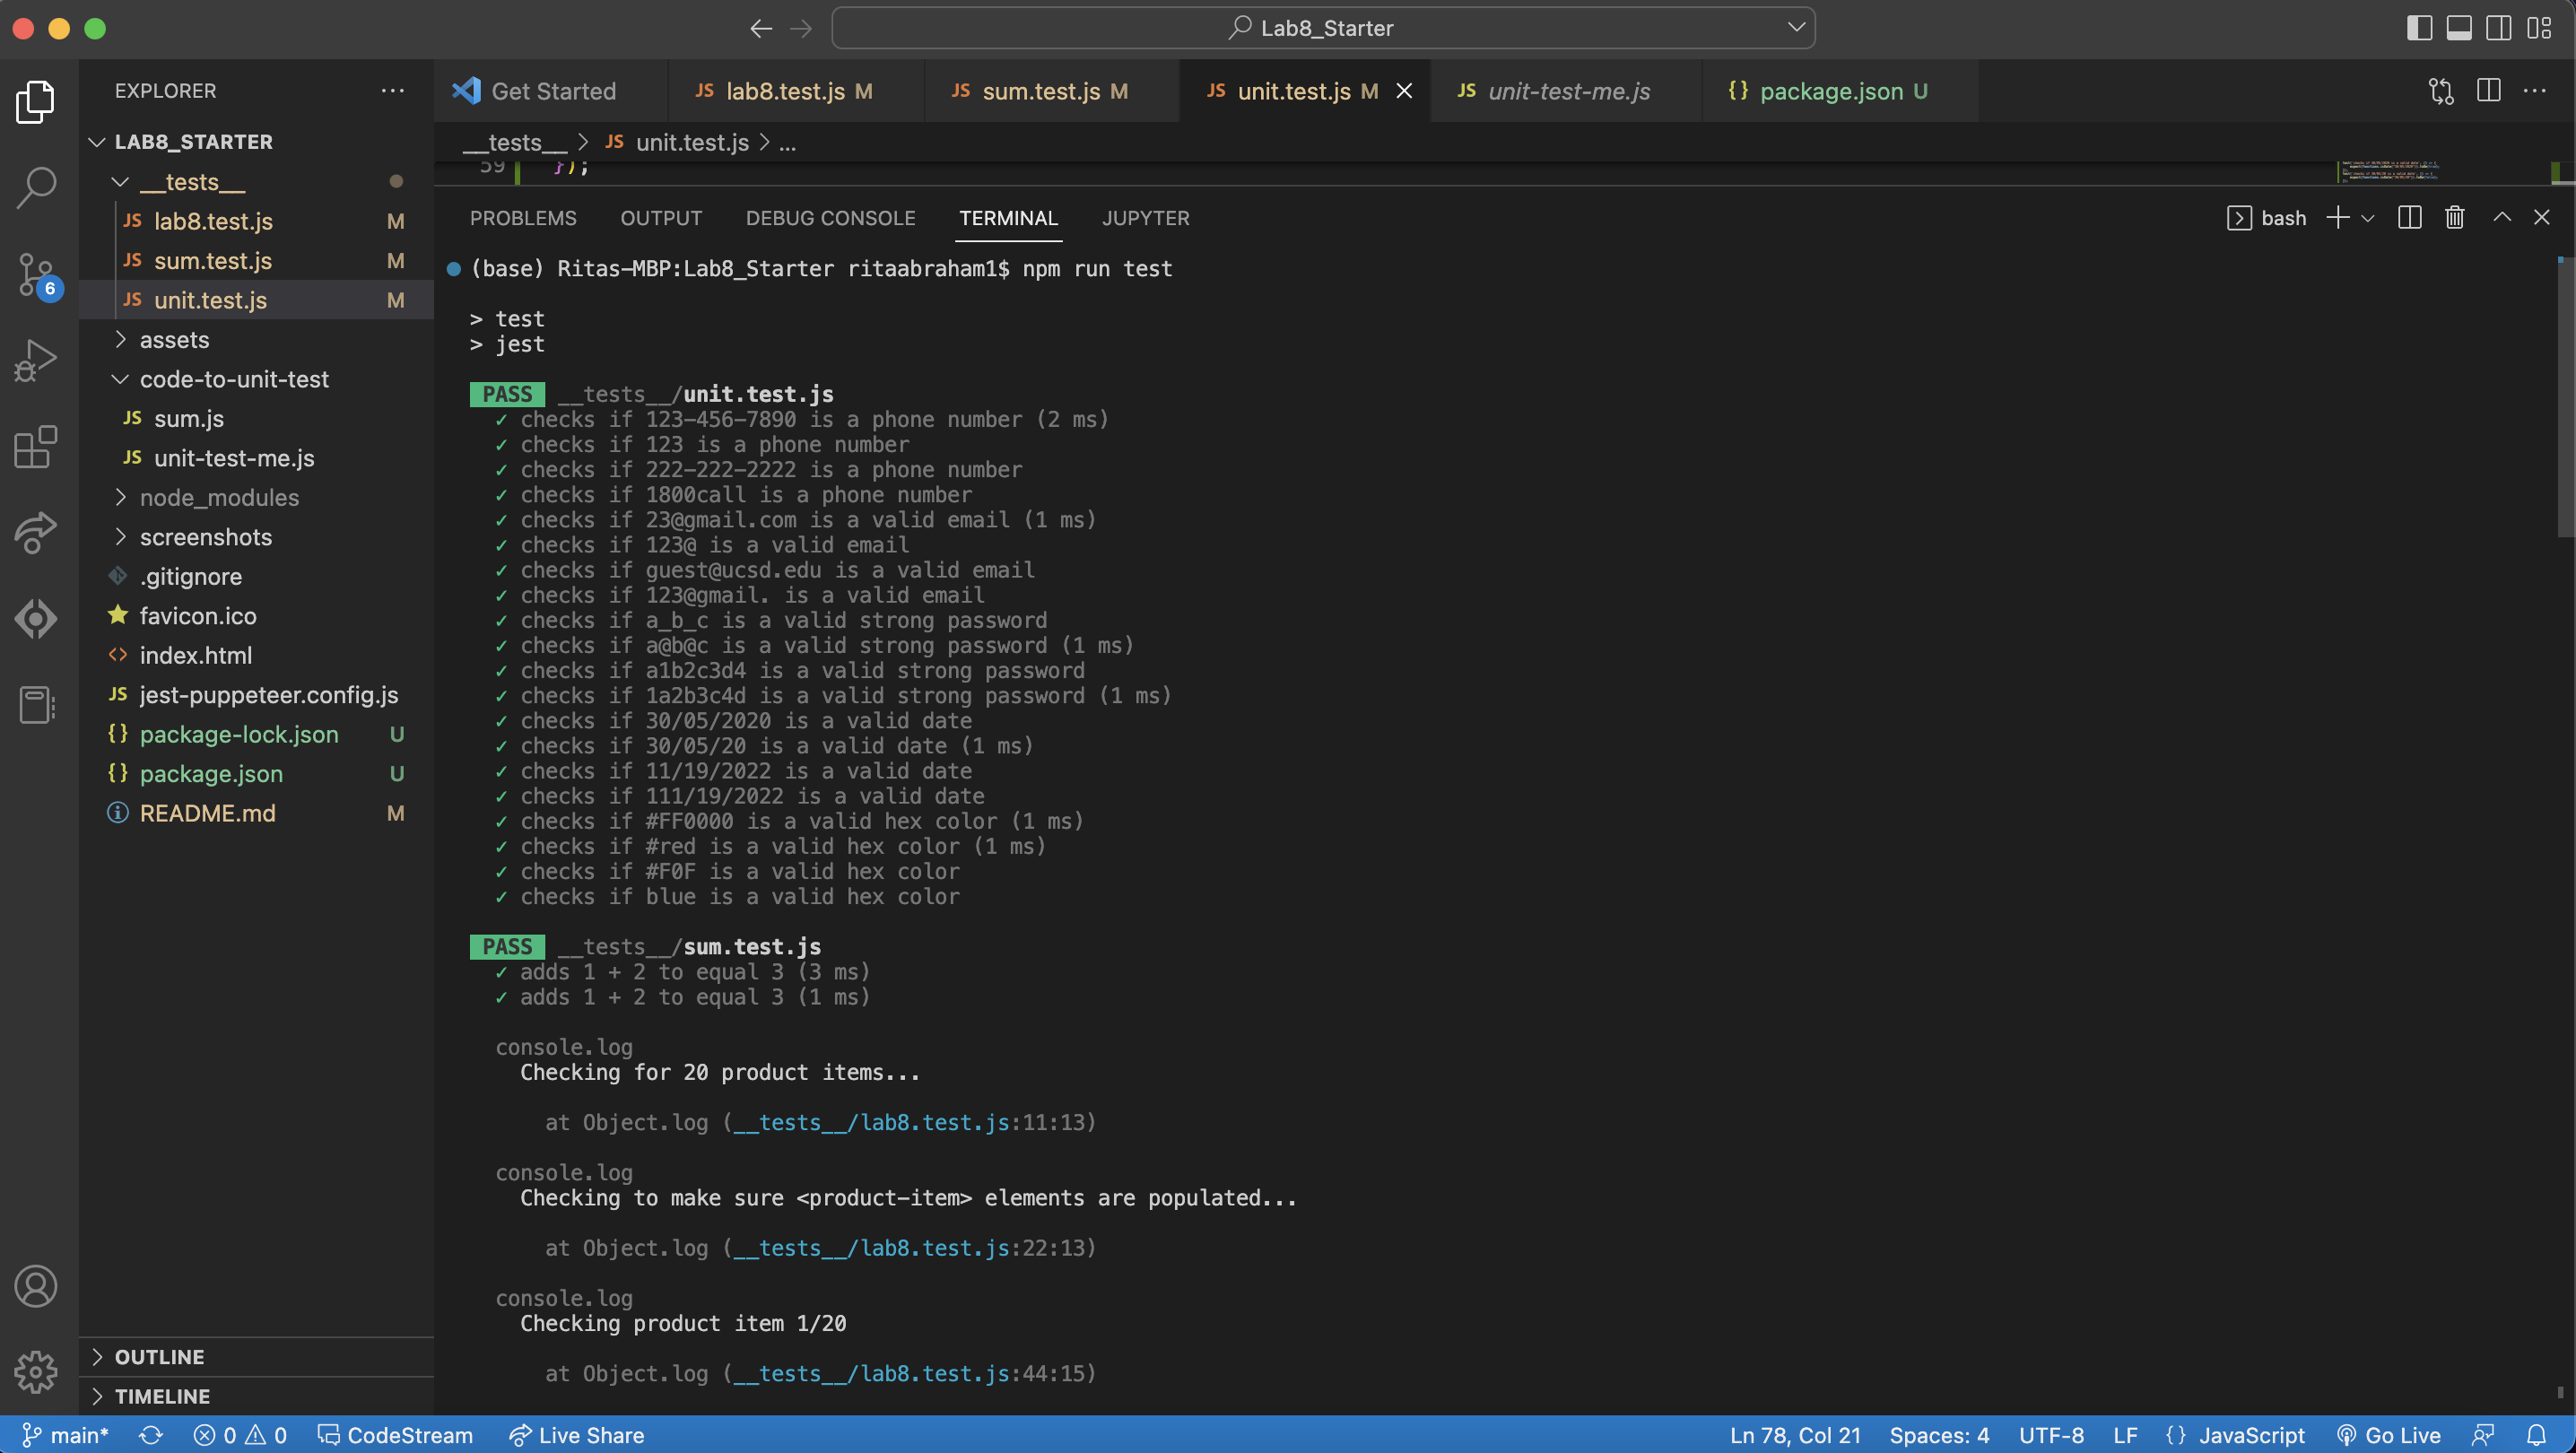 Lab8_Starter
EXPLORER
LAB8_STARTER
__tests__
JS lab8.test.js M
JS sum.test.js M
JS unit.test.js M
assets
code-to-unit-test
JS sum.js
JS unit-test-me.js
node_modules
screenshots
.gitignore
favicon.ico
<> index.html
JS jest-puppeteer.config.js
{} package-lock.json U
{} package.json U
README.md M
OUTLINE
TIMELINE
6
Get Started
JS lab8.test.js M
JS sum.test.js M
JS unit.test.js M
JS unit-test-me.js
{} package.json U
__tests__ > JS unit.test.js > ...
59 });
PROBLEMS OUTPUT DEBUG CONSOLE TERMINAL JUPYTER
bash
(base) Ritas-MBP:Lab8_Starter ritaabraham1$ npm run test
> test
> jest
PASS __tests__/unit.test.js
✓ checks if 123-456-7890 is a phone number (2 ms)
✓ checks if 123 is a phone number
✓ checks if 222-222-2222 is a phone number
✓ checks if 1800call is a phone number
✓ checks if 23@gmail.com is a valid email (1 ms)
✓ checks if 123@ is a valid email
✓ checks if guest@ucsd.edu is a valid email
✓ checks if 123@gmail. is a valid email
✓ checks if a_b_c is a valid strong password
✓ checks if a@b@c is a valid strong password (1 ms)
✓ checks if a1b2c3d4 is a valid strong password
✓ checks if 1a2b3c4d is a valid strong password (1 ms)
✓ checks if 30/05/2020 is a valid date
✓ checks if 30/05/20 is a valid date (1 ms)
✓ checks if 11/19/2022 is a valid date
✓ checks if 111/19/2022 is a valid date
✓ checks if #FF0000 is a valid hex color (1 ms)
✓ checks if #red is a valid hex color (1 ms)
✓ checks if #F0F is a valid hex color
✓ checks if blue is a valid hex color
PASS __tests__/sum.test.js
✓ adds 1 + 2 to equal 3 (3 ms)
✓ adds 1 + 2 to equal 3 (1 ms)
console.log
Checking for 20 product items...
at Object.log (__tests__/lab8.test.js:11:13)
console.log
Checking to make sure <product-item> elements are populated...
at Object.log (__tests__/lab8.test.js:22:13)
console.log
Checking product item 1/20
at Object.log (__tests__/lab8.test.js:44:15)
main* 0 0 CodeStream Live Share Ln 78, Col 21 Spaces: 4 UTF-8 LF {} JavaScript Go Live